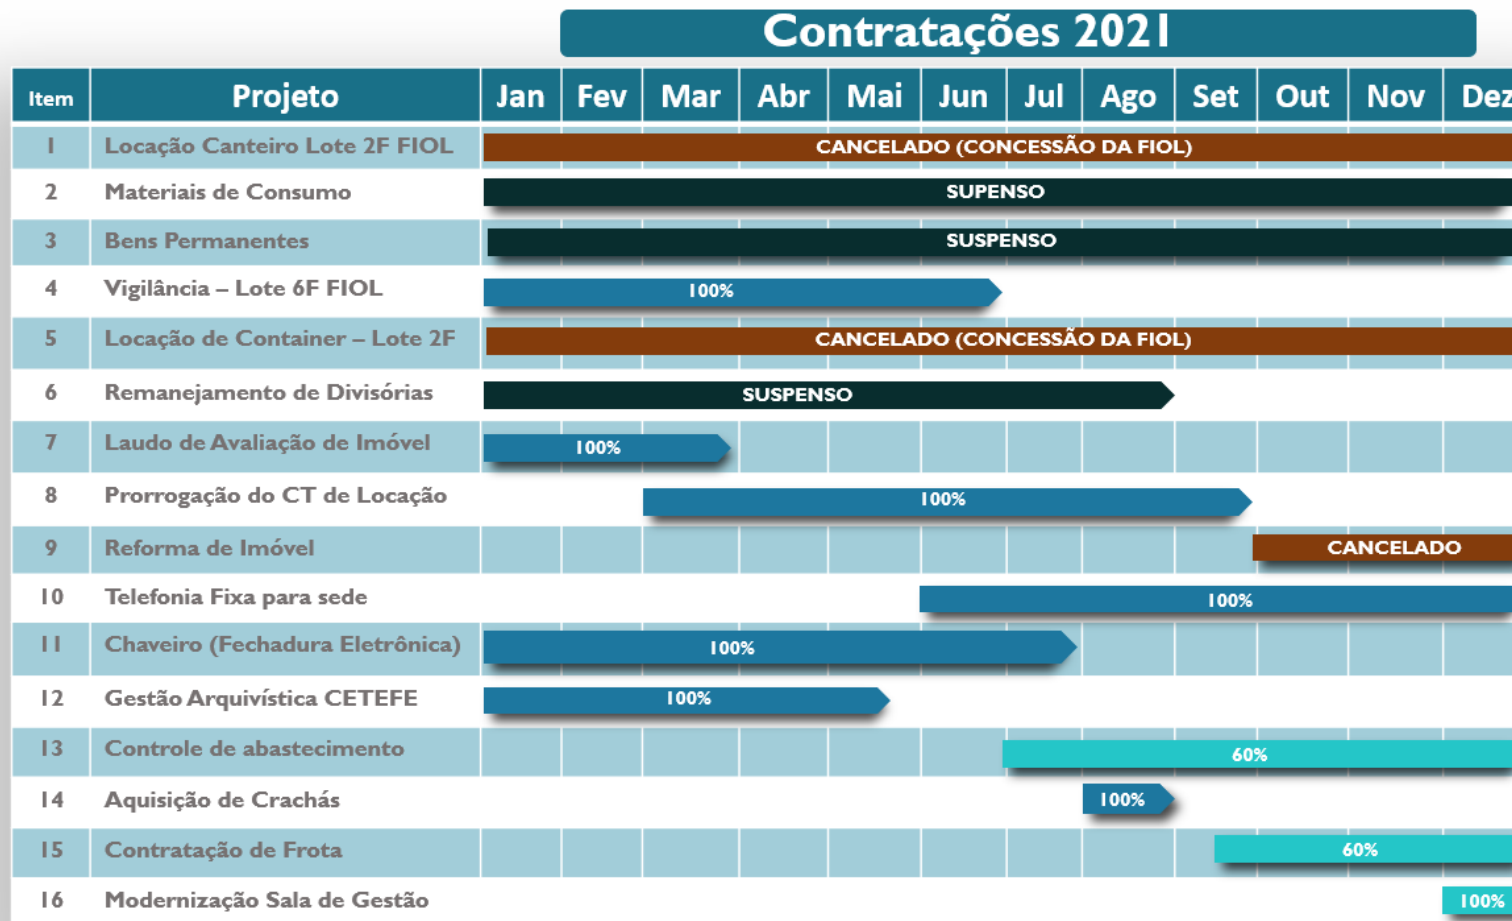 Contratações 2021
Item Projeto Jan Fev Mar Abr Mai Jun Jul Ago Set Out Nov Dez
1 Locação Canteiro Lote 2F FIOL CANCELADO (CONCESSÃO DA FIOL)
2 Materiais de Consumo SUPENSO
3 Bens Permanentes SUSPENSO
4 Vigilância – Lote 6F FIOL 100%
5 Locação de Container – Lote 2F CANCELADO (CONCESSÃO DA FIOL)
6 Remanejamento de Divisórias SUSPENSO
7 Laudo de Avaliação de Imóvel 100%
8 Prorrogação do CT de Locação 100%
9 Reforma de Imóvel CANCELADO
10 Telefonia Fixa para sede 100%
11 Chaveiro (Fechadura Eletrônica) 100%
12 Gestão Arquivística CETEFE 100%
13 Controle de abastecimento 60%
14 Aquisição de Crachás 100%
15 Contratação de Frota 60%
16 Modernização Sala de Gestão 100%